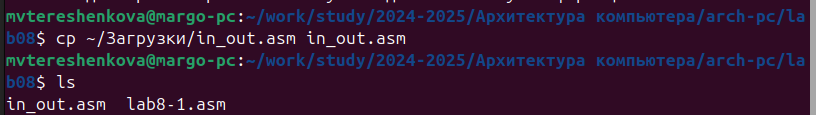 mvtereshenkova@margo-pc:~/work/study/2024-2025/Архитектура компьютера/arch-pc/la
b08$ cp ~/Загрузки/in_out.asm in_out.asm
mvtereshenkova@margo-pc:~/work/study/2024-2025/Архитектура компьютера/arch-pc/la
b08$ ls
in_out.asm  lab8-1.asm